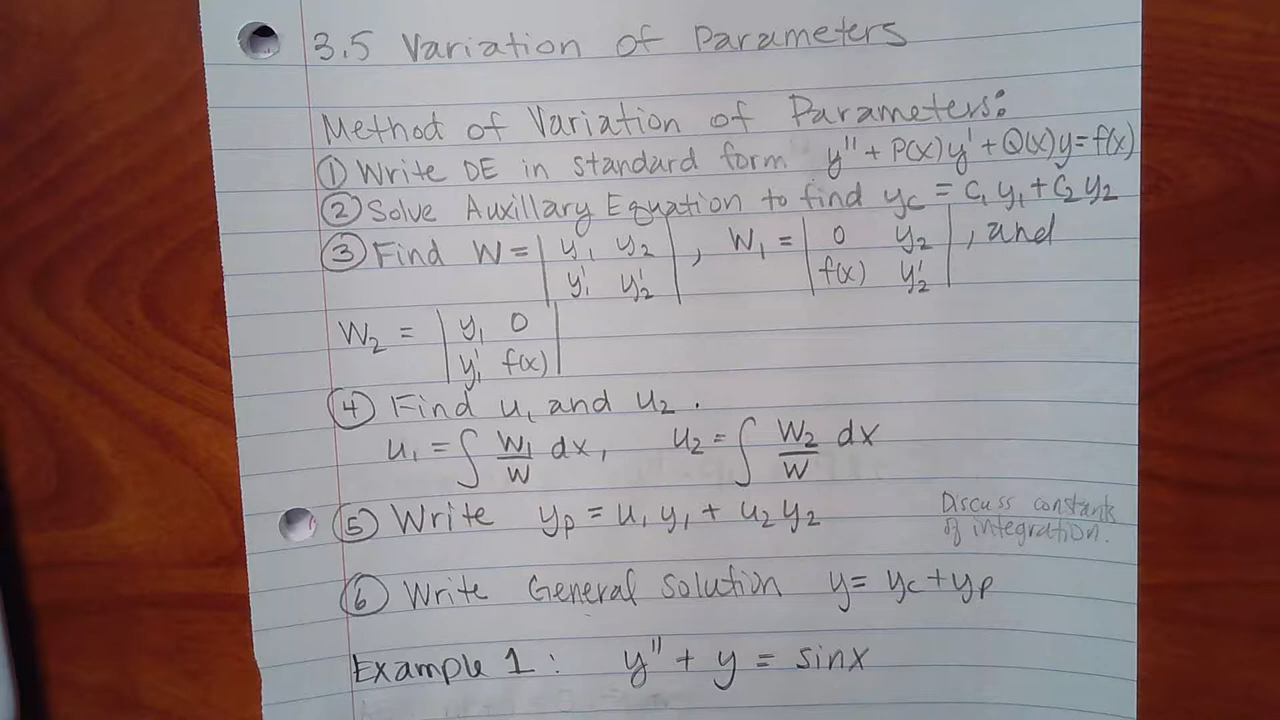 3.5 Variation of Parameters
Method of Variation of Parameters:
① Write DE in standard form y'' + P(x)y' + Q(x)y = f(x)
② Solve Auxillary Equation to find yc = c₁y₁ + c₂y₂
③ Find W = | y₁ y₂ | , W₁ = | 0 y₂ | , and
| y₁' y₂' | | f(x) y₂' |
W₂ = | y₁ 0 |
| y₁' f(x) |
④ Find u₁ and u₂.
u₁ = ∫ W₁/W dx, u₂ = ∫ W₂/W dx
⑤ Write yp = u₁y₁ + u₂y₂
Discuss constants
of integration.
⑥ Write General solution y = yc + yp
Example 1: y'' + y = sinx